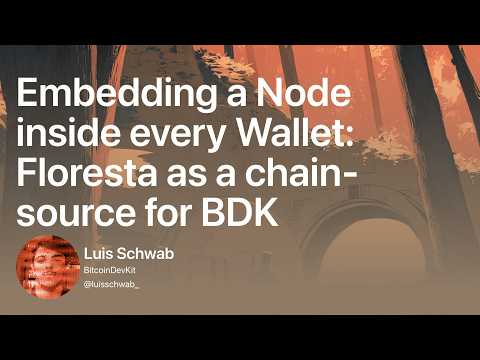 Embedding a Node
inside every Wallet:
Floresta as a chain-
source for BDK
Luis Schwab
BitcoinDevKit
@luisschwab_